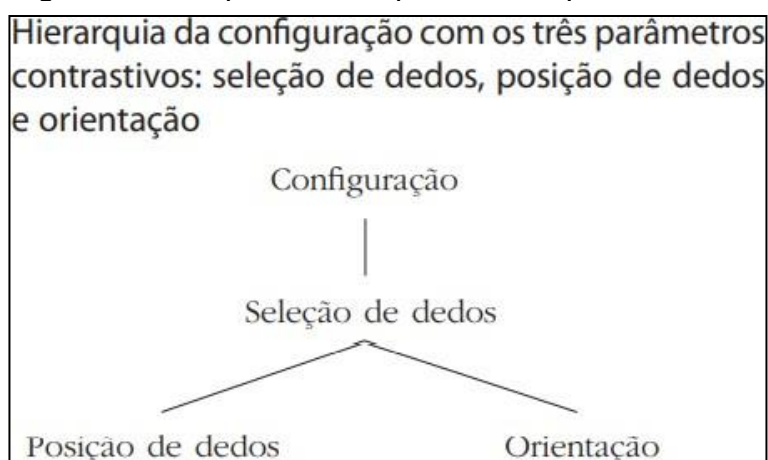 Hierarquia da configuração com os três parâmetros
contrastivos: seleção de dedos, posição de dedos
e orientação
Configuração
Seleção de dedos
Posição de dedos Orientação